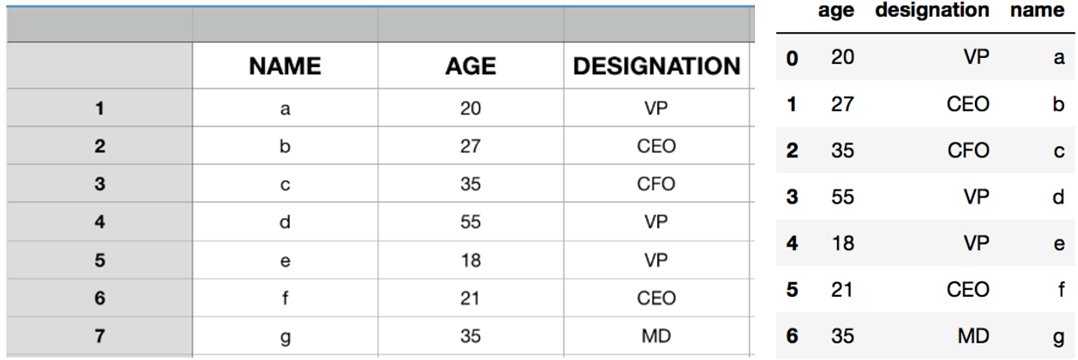 NAME AGE DESIGNATION
1 a 20 VP
2 b 27 CEO
3 c 35 CFO
4 d 55 VP
5 e 18 VP
6 f 21 CEO
7 g 35 MD
age designation name
0 20 VP a
1 27 CEO b
2 35 CFO c
3 55 VP d
4 18 VP e
5 21 CEO f
6 35 MD g